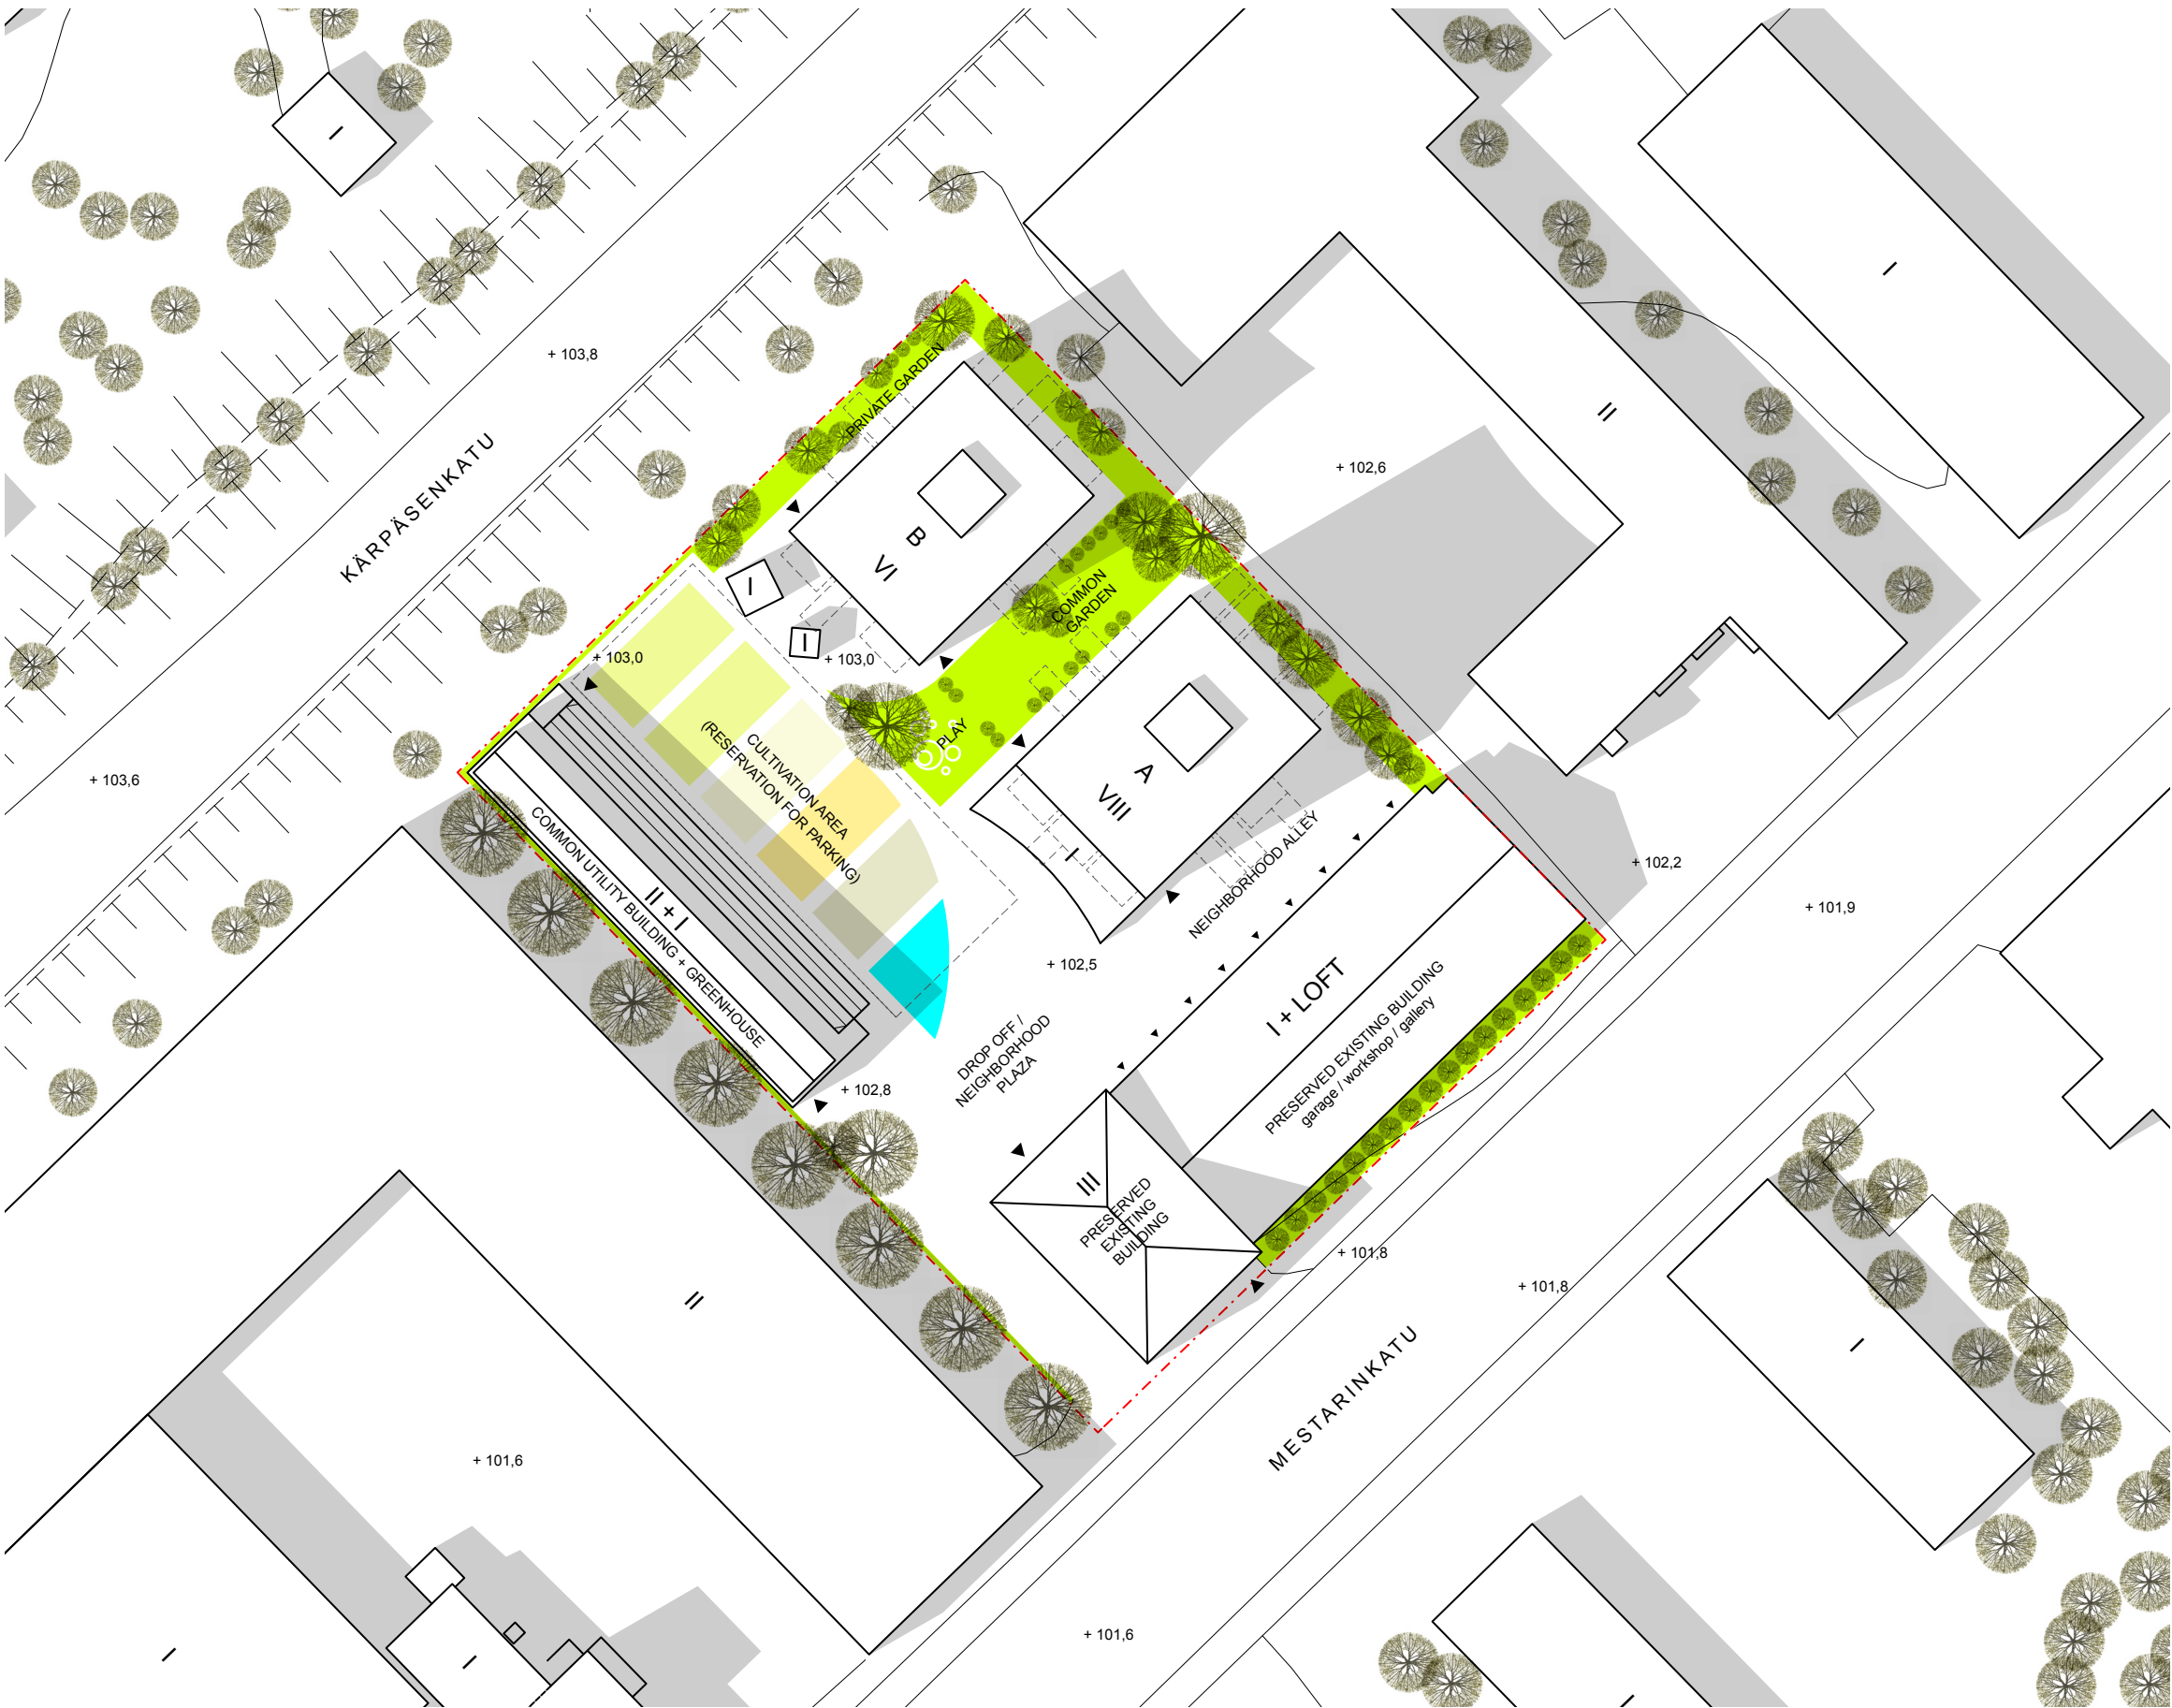 I
+ 103,8
KÄRPÄSENKATU
PRIVATE GARDEN
I
II
+ 102,6
B
VI
I
I
+ 103,0
+ 103,0
COMMON
GARDEN
PLAY
+ 103,6
CULTIVATION AREA
(RESERVATION FOR PARKING)
A
VIII
I
NEIGHBORHOOD ALLEY
+ 102,2
+ 101,9
II + I
COMMON UTILITY BUILDING + GREENHOUSE
+ 102,5
I + LOFT
PRESERVED EXISTING BUILDING
garage / workshop / gallery
DROP OFF /
NEIGHBORHOOD
PLAZA
+ 102,8
III
PRESERVED
EXISTING
BUILDING
+ 101,8
+ 101,8
II
MESTARINKATU
I
+ 101,6
+ 101,6
I
I
I